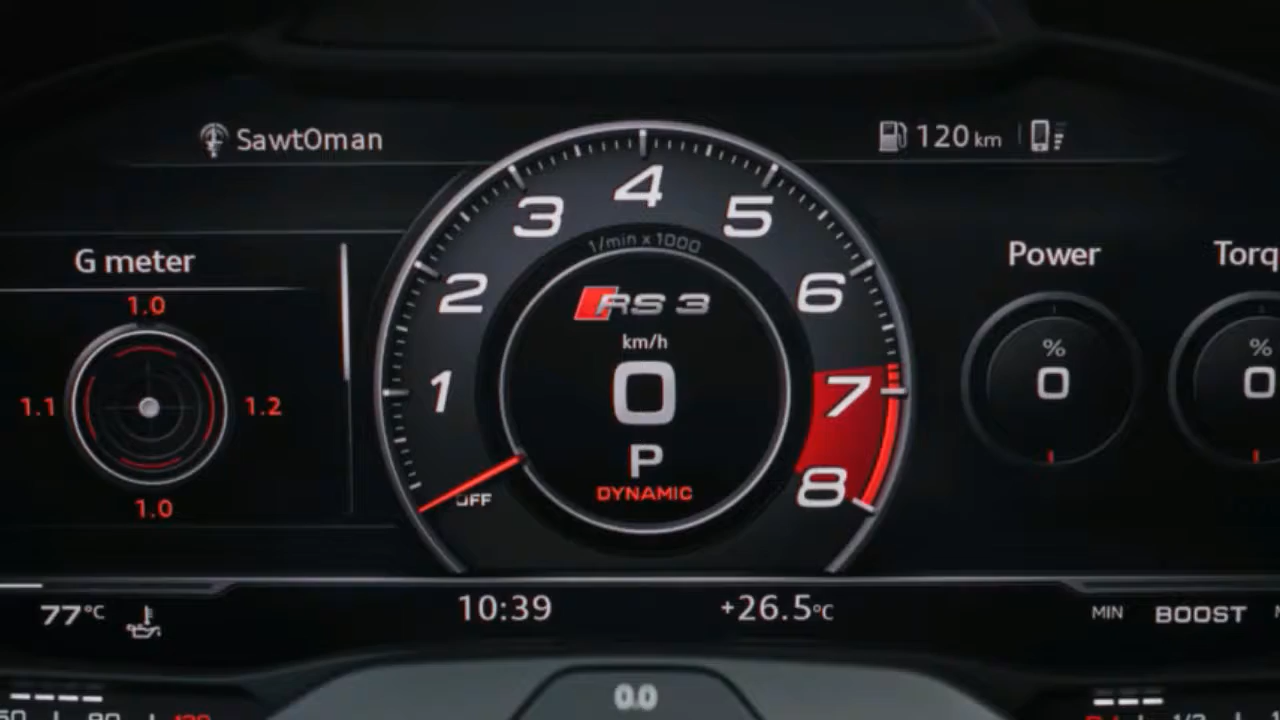 SawtOman
120 km
G meter
1.0
1.1
1.2
1.0
1
2
3
4
5
6
7
8
1/min x 1000
RS 3
km/h
0
P
DYNAMIC
OFF
Power
%
0
Torq
%
0
77°C
10:39
+26.5°C
MIN
BOOST
0.0